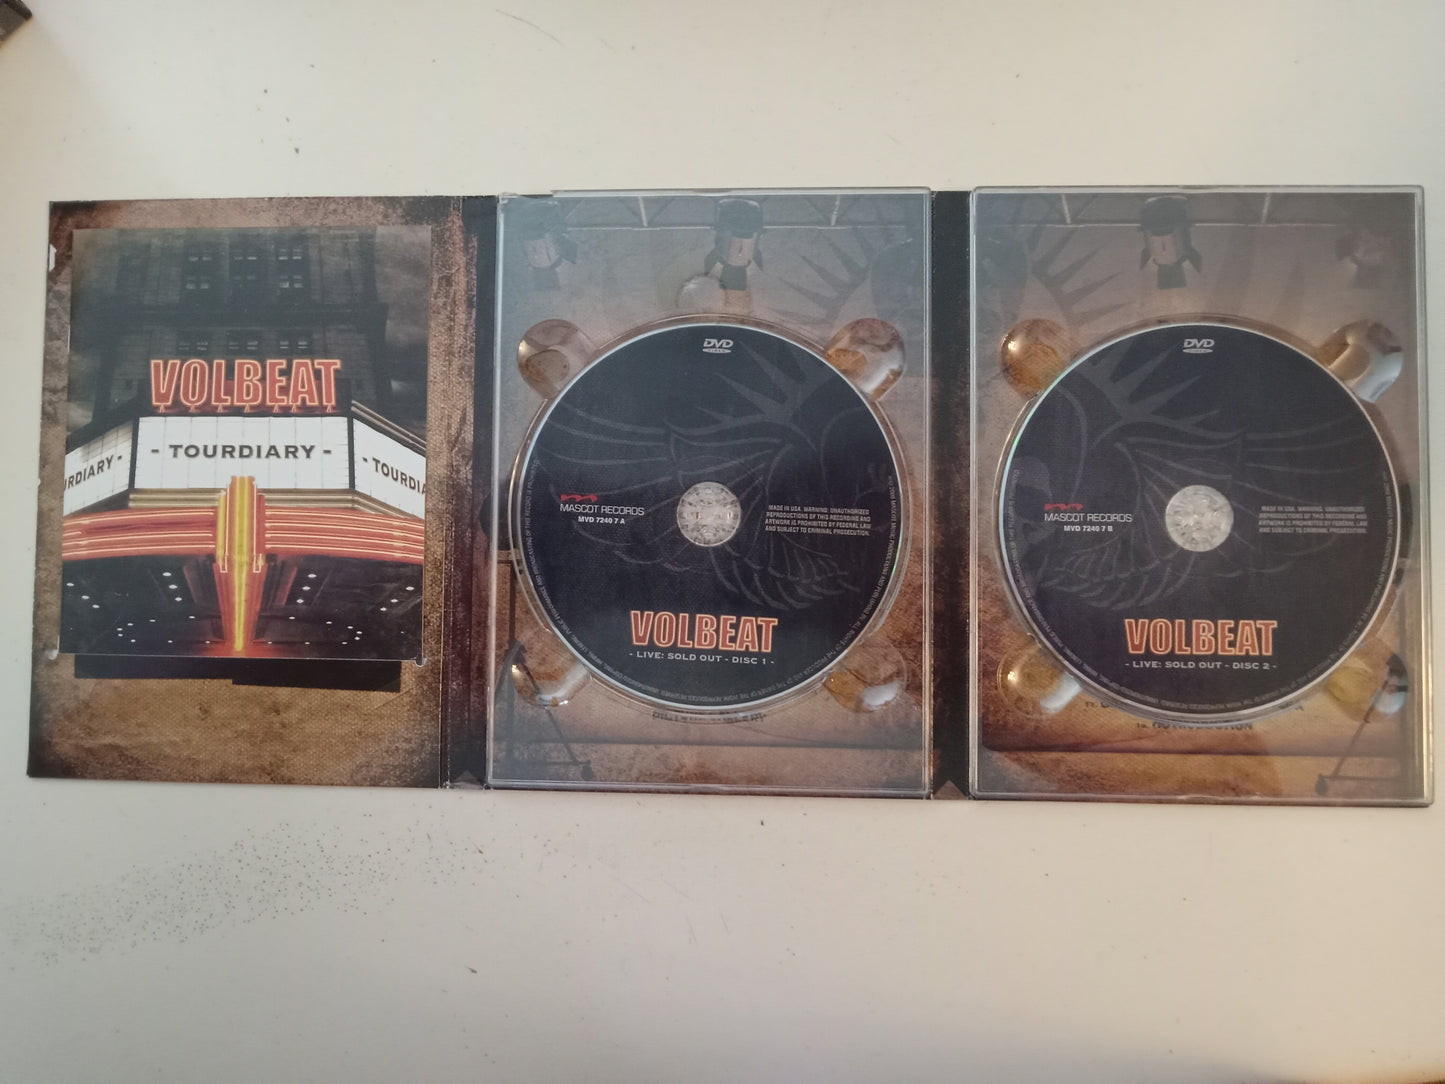 VOLBEAT
- TOURDIARY -
URDIARY -
- TOURDIA
DVD
VIDEO
MASCOT RECORDS
MVD 7240 7 A
MADE IN USA. WARNING: UNAUTHORIZED
REPRODUCTIONS OF THIS RECORDING AND
ARTWORK IS PROHIBITED BY FEDERAL LAW
AND SUBJECT TO CRIMINAL PROSECUTION.
VOLBEAT
- LIVE: SOLD OUT - DISC 1 -
DVD
VIDEO
MASCOT RECORDS
MVD 7240 7 B
MADE IN USA. WARNING: UNAUTHORIZED
REPRODUCTIONS OF THIS RECORDING AND
ARTWORK IS PROHIBITED BY FEDERAL LAW
AND SUBJECT TO CRIMINAL PROSECUTION.
VOLBEAT
- LIVE: SOLD OUT - DISC 2 -